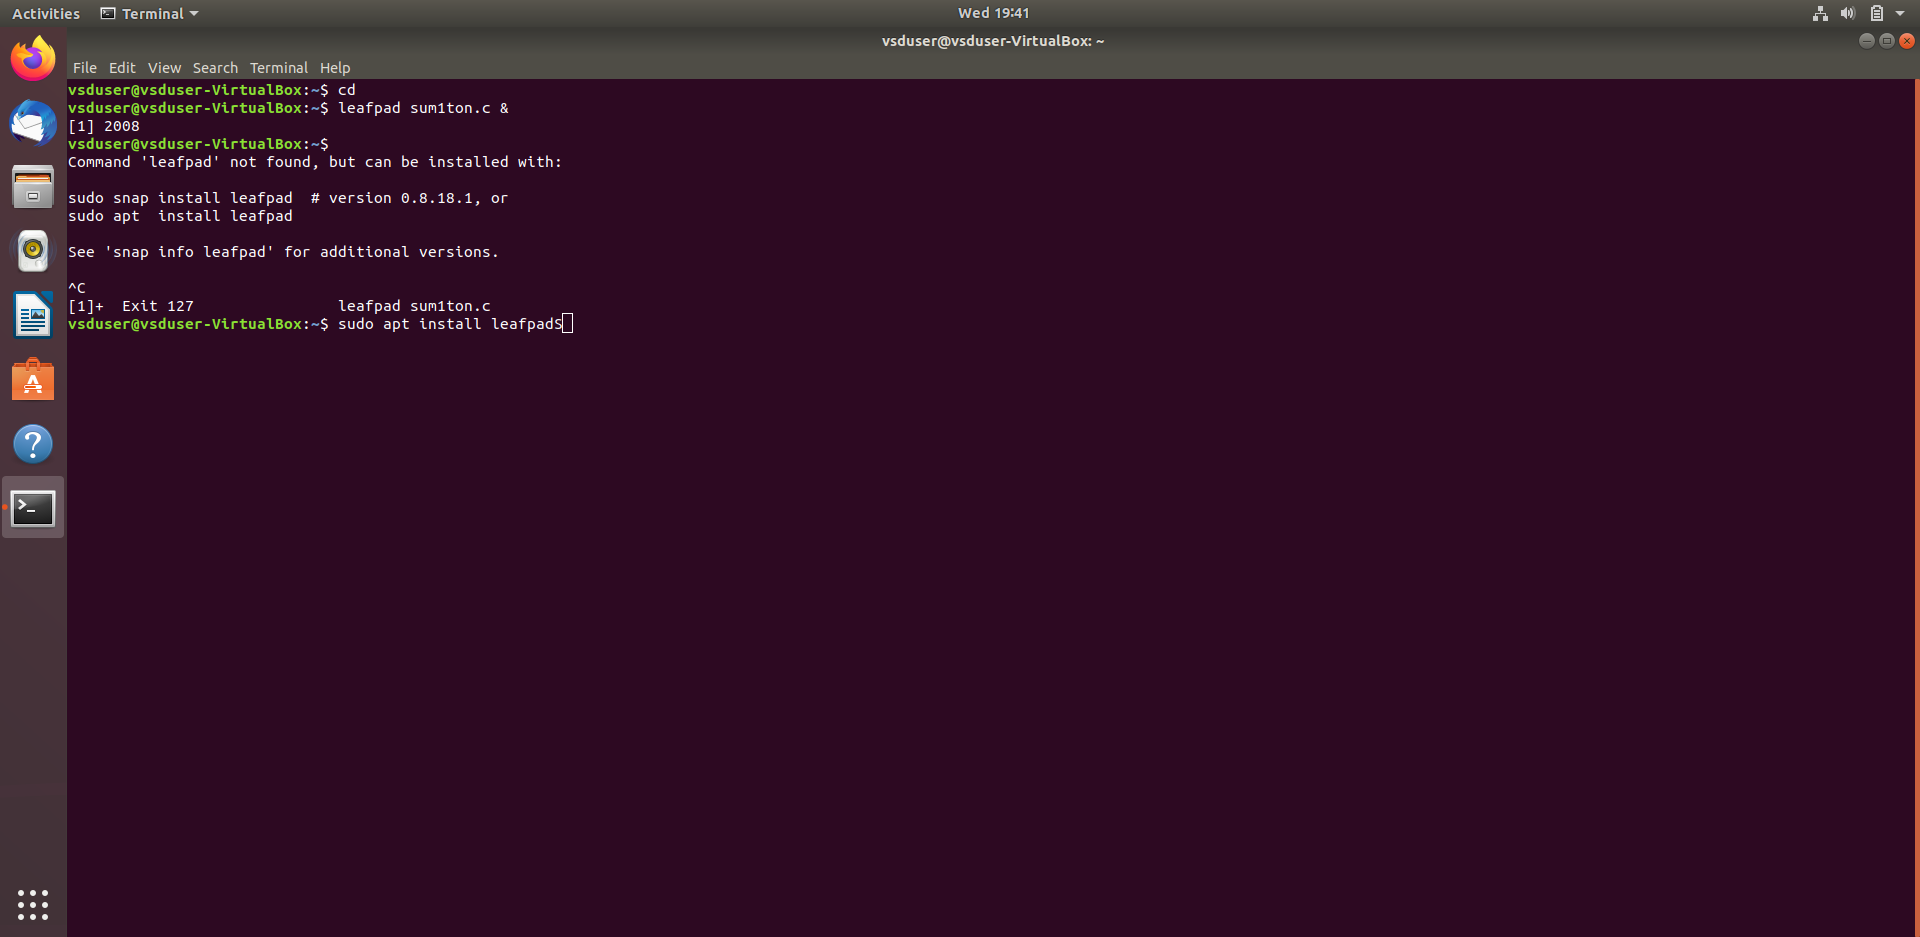 Activities Terminal Wed 19:41
vsduser@vsduser-VirtualBox: ~
File Edit View Search Terminal Help
vsduser@vsduser-VirtualBox:~$ cd
vsduser@vsduser-VirtualBox:~$ leafpad sum1ton.c &
[1] 2008
vsduser@vsduser-VirtualBox:~$
Command 'leafpad' not found, but can be installed with:
sudo snap install leafpad  # version 0.8.18.1, or
sudo apt  install leafpad
See 'snap info leafpad' for additional versions.
^C
[1]+  Exit 127                leafpad sum1ton.c
vsduser@vsduser-VirtualBox:~$ sudo apt install leafpadS